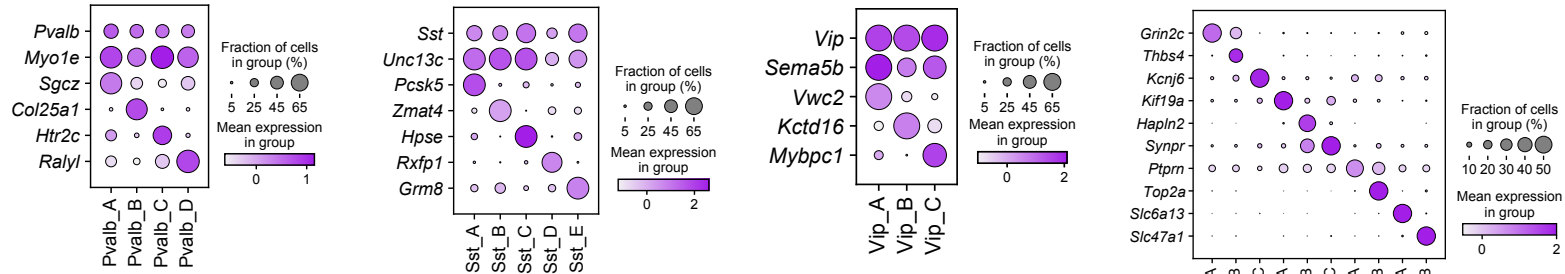 Pvalb
Myo1e
Sgcz
Col25a1
Htr2c
Ralyl
Pvalb_A
Pvalb_B
Pvalb_C
Pvalb_D
Fraction of cells
in group (%)
5 25 45 65
Mean expression
in group
0 1
Sst
Unc13c
Pcsk5
Zmat4
Hpse
Rxfp1
Grm8
Sst_A
Sst_B
Sst_C
Sst_D
Sst_E
Fraction of cells
in group (%)
5 25 45 65
Mean expression
in group
0 2
Vip
Sema5b
Vwc2
Kctd16
Mybpc1
Vip_A
Vip_B
Vip_C
Fraction of cells
in group (%)
5 25 45 65
Mean expression
in group
0 2
Grin2c
Thbs4
Kcnj6
Kif19a
Hapln2
Synpr
Ptprn
Top2a
Slc6a13
Slc47a1
A
B
C
A
B
C
A
B
A
B
Fraction of cells
in group (%)
10 20 30 40 50
Mean expression
in group
0 2